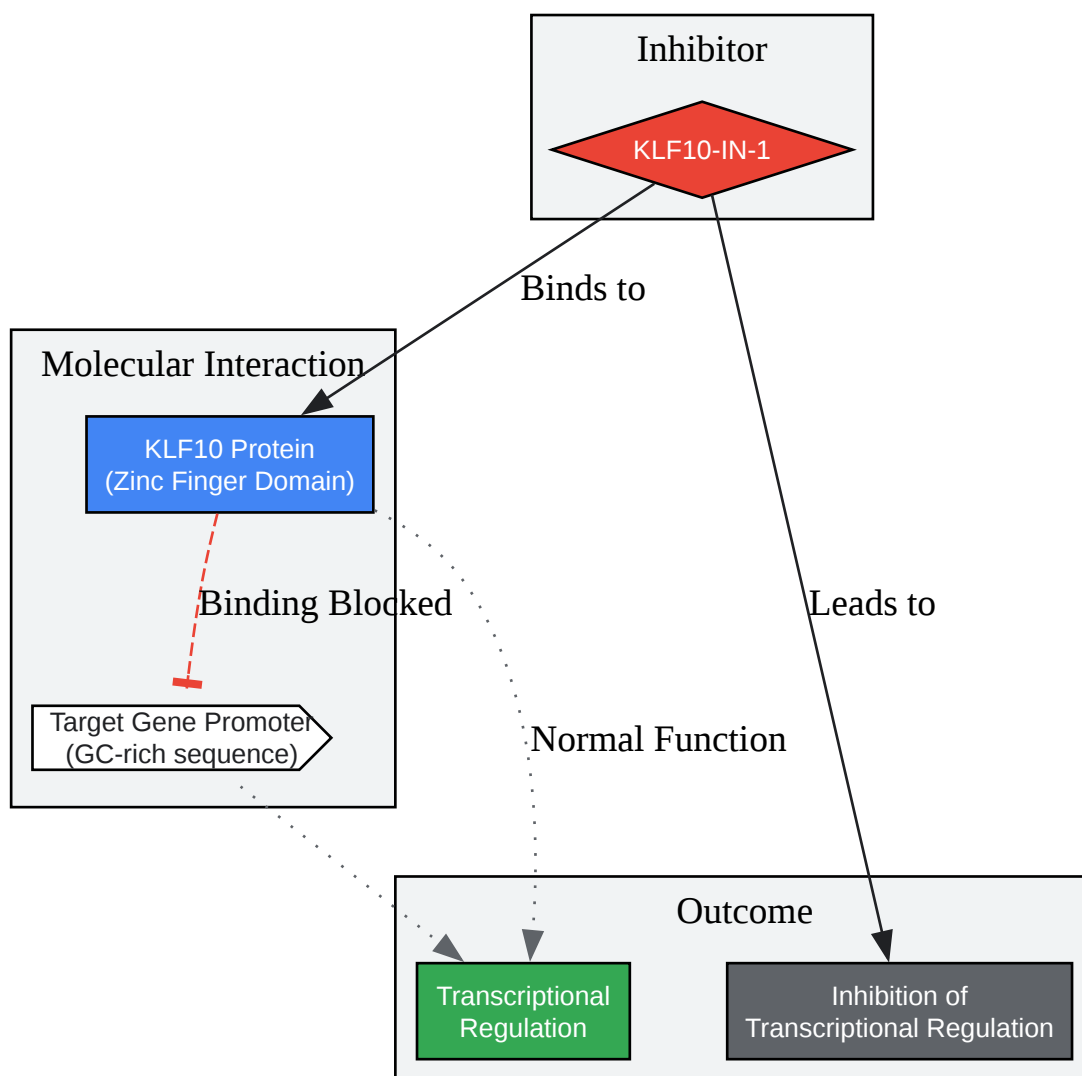 Inhibitor
KLF10-IN-1
Binds to
Molecular Interaction
KLF10 Protein
(Zinc Finger Domain)
Binding Blocked
Leads to
Target Gene Promoter
(GC-rich sequence)
Normal Function
Outcome
Transcriptional
Regulation
Inhibition of
Transcriptional Regulation